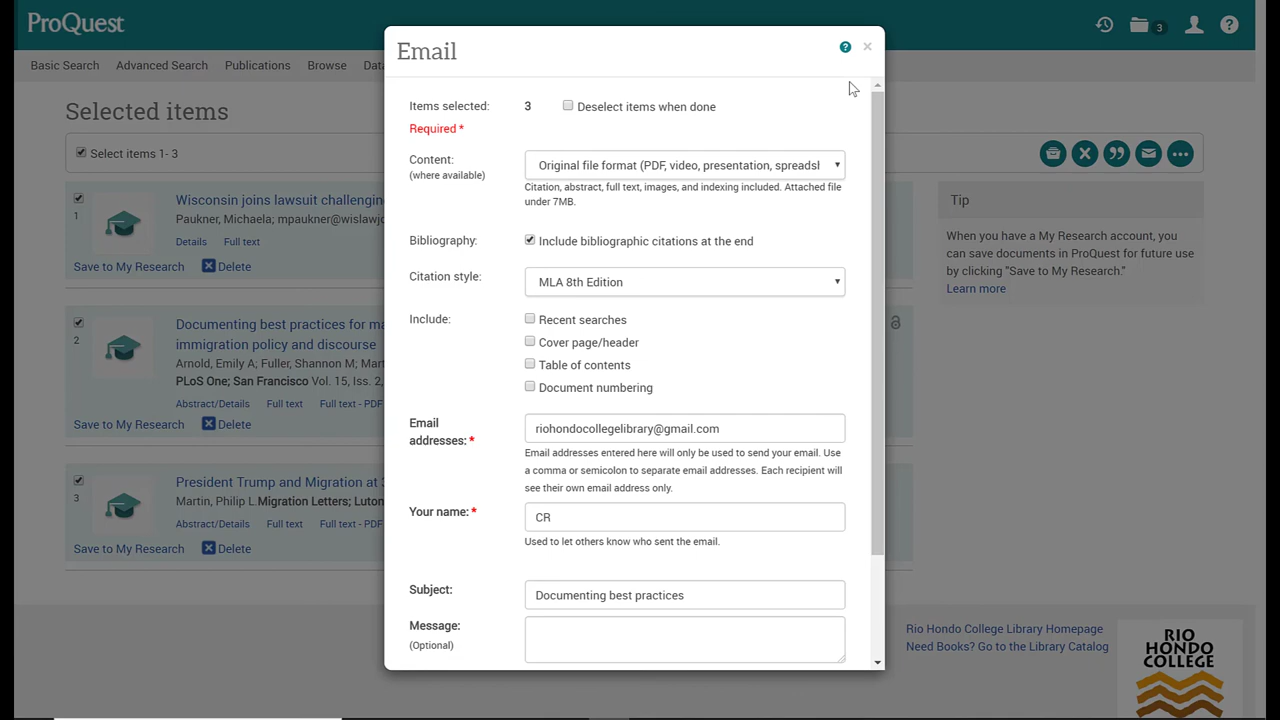 ProQuest
3
Basic Search
Advanced Search
Publications
Browse
Selected items
Select items 1- 3
1
Wisconsin joins lawsuit challenging
Paukner, Michaela;
Details
Full text
Save to My Research
Delete
2
Documenting best practices for
immigration policy and discourse
Arnold, Emily A; Fuller, Shannon M;
PLoS One; San Francisco Vol. 15, Iss. 2,
Abstract/Details
Full text
Full text - PDF
Save to My Research
Delete
3
President Trump and Migration at 3
Martin, Philip L.Migration Letters; Luton
Abstract/Details
Full text
Full text - PDF
Save to My Research
Delete
Email
?
×
Items selected:
3
Deselect items when done
Required *
Content:
(where available)
Original file format (PDF, video, presentation, spreadsl
Citation, abstract, full text, images, and indexing included. Attached file
under 7MB.
Bibliography:
Include bibliographic citations at the end
Citation style:
MLA 8th Edition
Include:
Recent searches
Cover page/header
Table of contents
Document numbering
Email
addresses: *
riohondocollegelibrary@gmail.com
Email addresses entered here will only be used to send your email. Use
a comma or semicolon to separate email addresses. Each recipient will
see their own email address only.
Your name: *
CR
Used to let others know who sent the email.
Subject:
Documenting best practices
Message:
(Optional)
Tip
When you have a My Research account, you
can save documents in ProQuest for future use
by clicking "Save to My Research."
Learn more
Rio Hondo College Library Homepage
Need Books? Go to the Library Catalog
RIO
HONDO
COLLEGE